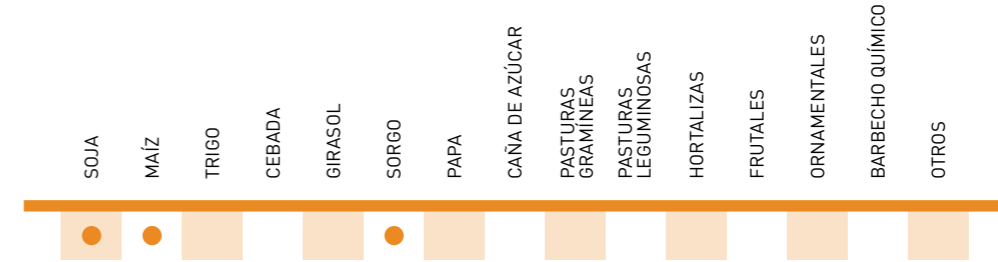 SOJA
MAÍZ
TRIGO
CEBADA
GIRASOL
SORGO
PAPA
CAÑA DE AZÚCAR
PASTURAS
GRAMÍNEAS
PASTURAS
LEGUMINOSAS
HORTALIZAS
FRUTALES
ORNAMENTALES
BARBECHO QUÍMICO
OTROS